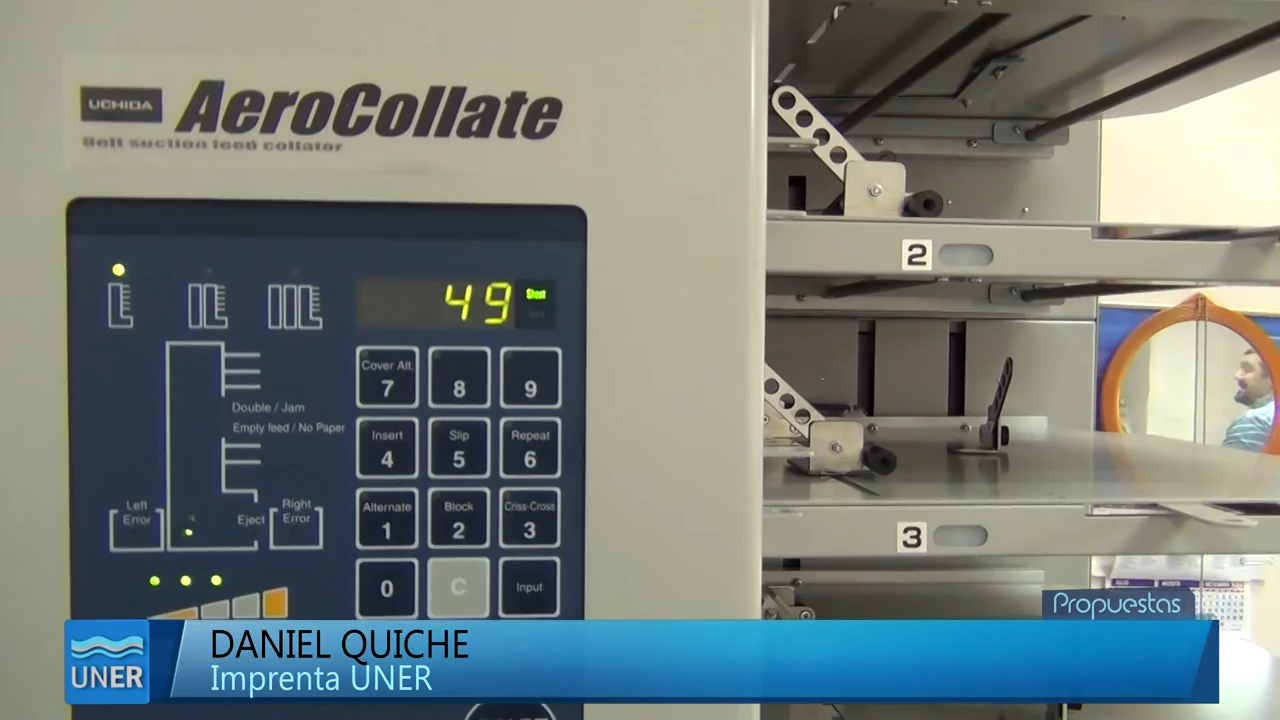 UCHIDA AeroCollate
Belt suction feed collator
49 Sheet
Cover Alt.
7 8 9
Double / Jam
Empty feed / No Paper
Insert Slip Repeat
4 5 6
Left Error
Eject
Right Error
Alternate Block Criss-Cross
1 2 3
0 C Input
2
3
Propuestas
UNER
DANIEL QUICHE
Imprenta UNER